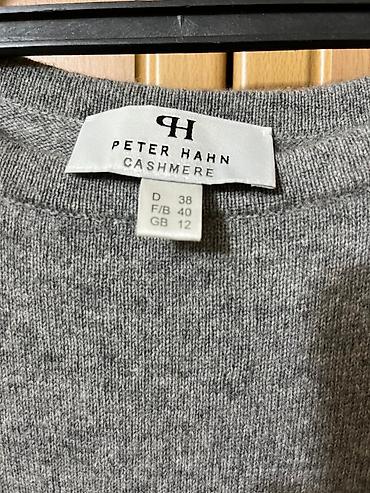 PH
PETER HAHN
CASHMERE
D 38
F/B 40
GB 12